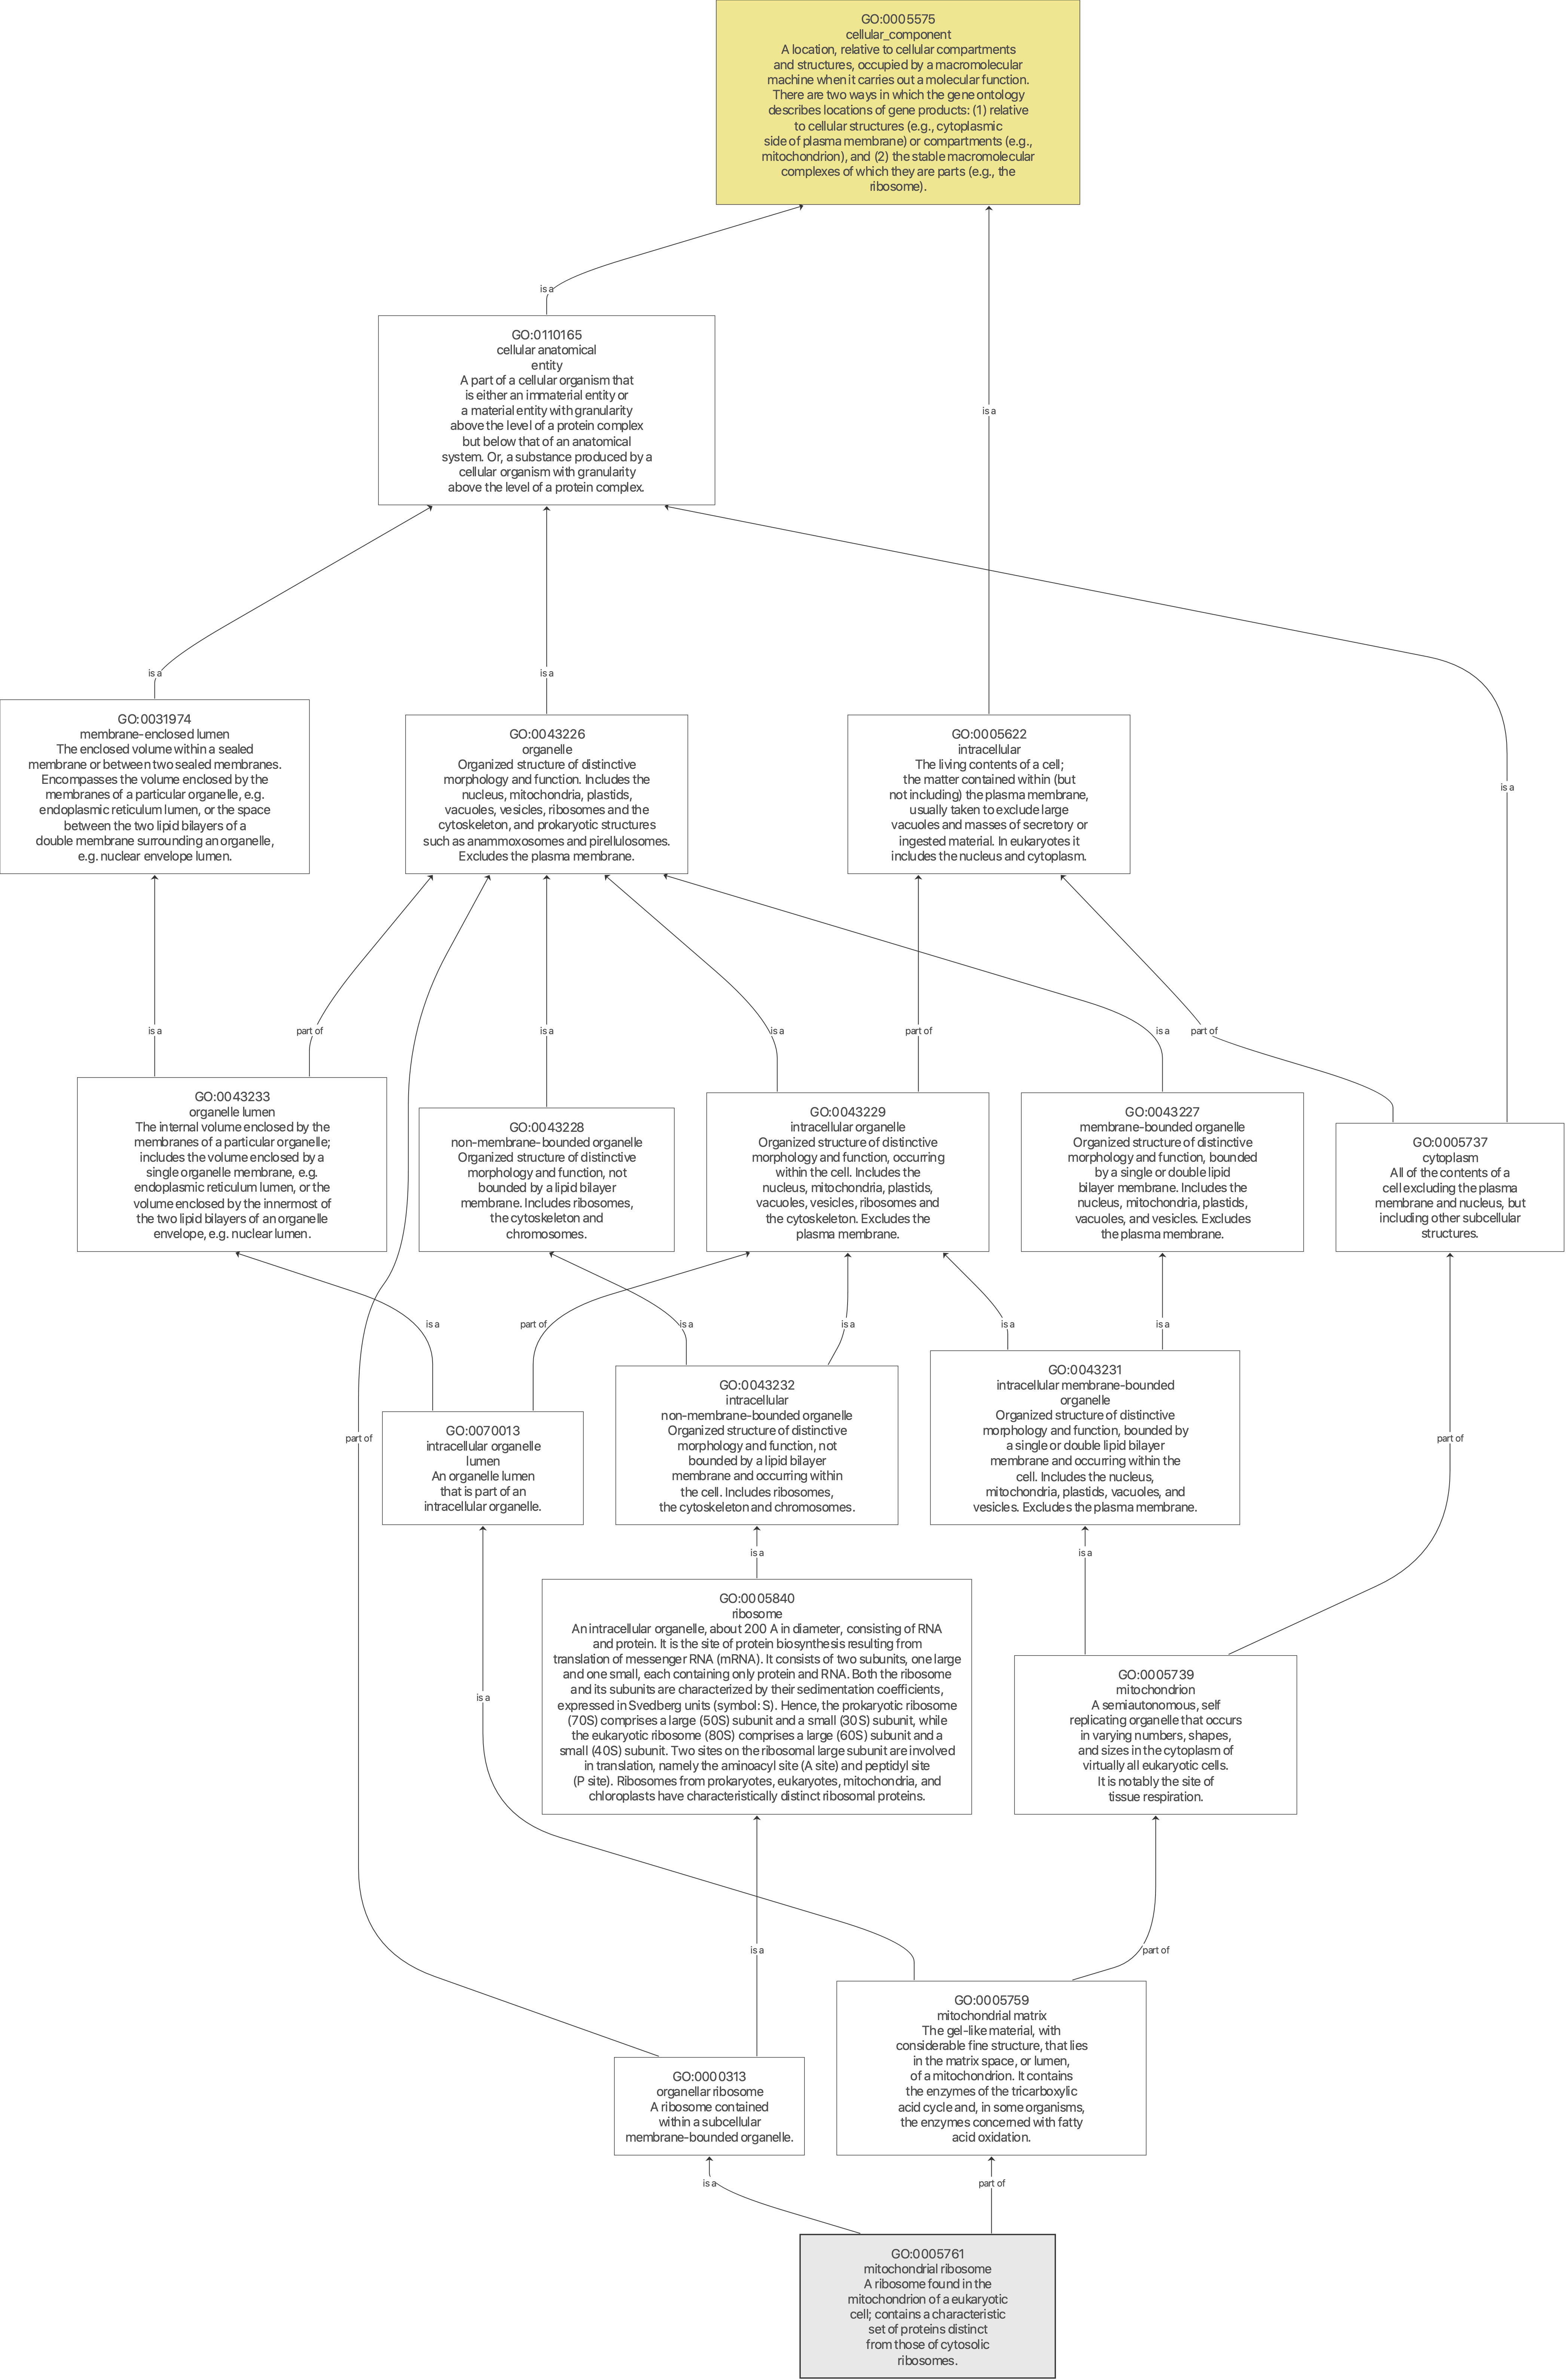 GO:0005575
cellular_component
A location, relative to cellular compartments
and structures, occupied by a macromolecular
machine when it carries out a molecular function.
There are two ways in which the gene ontology
describes locations of gene products: (1) relative
to cellular structures (e.g., cytoplasmic
side of plasma membrane) or compartments (e.g.,
mitochondrion), and (2) the stable macromolecular
complexes of which they are parts (e.g., the
ribosome).
is a
GO:0110165
cellular anatomical
entity
A part of a cellular organism that
is either an immaterial entity or
a material entity with granularity
above the level of a protein complex
but below that of an anatomical
system. Or, a substance produced by a
cellular organism with granularity
above the level of a protein complex.
is a
is a
is a
is a
GO:0031974
membrane-enclosed lumen
The enclosed volume within a sealed
membrane or between two sealed membranes.
Encompasses the volume enclosed by the
membranes of a particular organelle, e.g.
endoplasmic reticulum lumen, or the space
between the two lipid bilayers of a
double membrane surrounding an organelle,
e.g. nuclear envelope lumen.
GO:0043226
organelle
Organized structure of distinctive
morphology and function. Includes the
nucleus, mitochondria, plastids,
vacuoles, vesicles, ribosomes and the
cytoskeleton, and prokaryotic structures
such as anammoxosomes and pirellulosomes.
Excludes the plasma membrane.
GO:0005622
intracellular
The living contents of a cell;
the matter contained within (but
not including) the plasma membrane,
usually taken to exclude large
vacuoles and masses of secretory or
ingested material. In eukaryotes it
includes the nucleus and cytoplasm.
is a
part of
is a
is a
part of
is a
part of
GO:0043233
organelle lumen
The internal volume enclosed by the
membranes of a particular organelle;
includes the volume enclosed by a
single organelle membrane, e.g.
endoplasmic reticulum lumen, or the
volume enclosed by the innermost of
the two lipid bilayers of an organelle
envelope, e.g. nuclear lumen.
GO:0043228
non-membrane-bounded organelle
Organized structure of distinctive
morphology and function, not
bounded by a lipid bilayer
membrane. Includes ribosomes,
the cytoskeleton and
chromosomes.
GO:0043229
intracellular organelle
Organized structure of distinctive
morphology and function, occurring
within the cell. Includes the
nucleus, mitochondria, plastids,
vacuoles, vesicles, ribosomes and
the cytoskeleton. Excludes the
plasma membrane.
GO:0043227
membrane-bounded organelle
Organized structure of distinctive
morphology and function, bounded
by a single or double lipid
bilayer membrane. Includes the
nucleus, mitochondria, plastids,
vacuoles, and vesicles. Excludes
the plasma membrane.
GO:0005737
cytoplasm
All of the contents of a
cell excluding the plasma
membrane and nucleus, but
including other subcellular
structures.
is a
part of
is a
is a
is a
is a
part of
GO:0070013
intracellular organelle
lumen
An organelle lumen
that is part of an
intracellular organelle.
GO:0043232
intracellular
non-membrane-bounded organelle
Organized structure of distinctive
morphology and function, not
bounded by a lipid bilayer
membrane and occurring within
the cell. Includes ribosomes,
the cytoskeleton and chromosomes.
GO:0043231
intracellular membrane-bounded
organelle
Organized structure of distinctive
morphology and function, bounded by
a single or double lipid bilayer
membrane and occurring within the
cell. Includes the nucleus,
mitochondria, plastids, vacuoles, and
vesicles. Excludes the plasma membrane.
part of
is a
is a
is a
GO:0005840
ribosome
An intracellular organelle, about 200 A in diameter, consisting of RNA
and protein. It is the site of protein biosynthesis resulting from
translation of messenger RNA (mRNA). It consists of two subunits, one large
and one small, each containing only protein and RNA. Both the ribosome
and its subunits are characterized by their sedimentation coefficients,
expressed in Svedberg units (symbol: S). Hence, the prokaryotic ribosome
(70S) comprises a large (50S) subunit and a small (30S) subunit, while
the eukaryotic ribosome (80S) comprises a large (60S) subunit and a
small (40S) subunit. Two sites on the ribosomal large subunit are involved
in translation, namely the aminoacyl site (A site) and peptidyl site
(P site). Ribosomes from prokaryotes, eukaryotes, mitochondria, and
chloroplasts have characteristically distinct ribosomal proteins.
GO:0005739
mitochondrion
A semiautonomous, self
replicating organelle that occurs
in varying numbers, shapes,
and sizes in the cytoplasm of
virtually all eukaryotic cells.
It is notably the site of
tissue respiration.
is a
part of
GO:0000313
organellar ribosome
A ribosome contained
within a subcellular
membrane-bounded organelle.
GO:0005759
mitochondrial matrix
The gel-like material, with
considerable fine structure, that lies
in the matrix space, or lumen,
of a mitochondrion. It contains
the enzymes of the tricarboxylic
acid cycle and, in some organisms,
the enzymes concerned with fatty
acid oxidation.
is a
part of
GO:0005761
mitochondrial ribosome
A ribosome found in the
mitochondrion of a eukaryotic
cell; contains a characteristic
set of proteins distinct
from those of cytosolic
ribosomes.